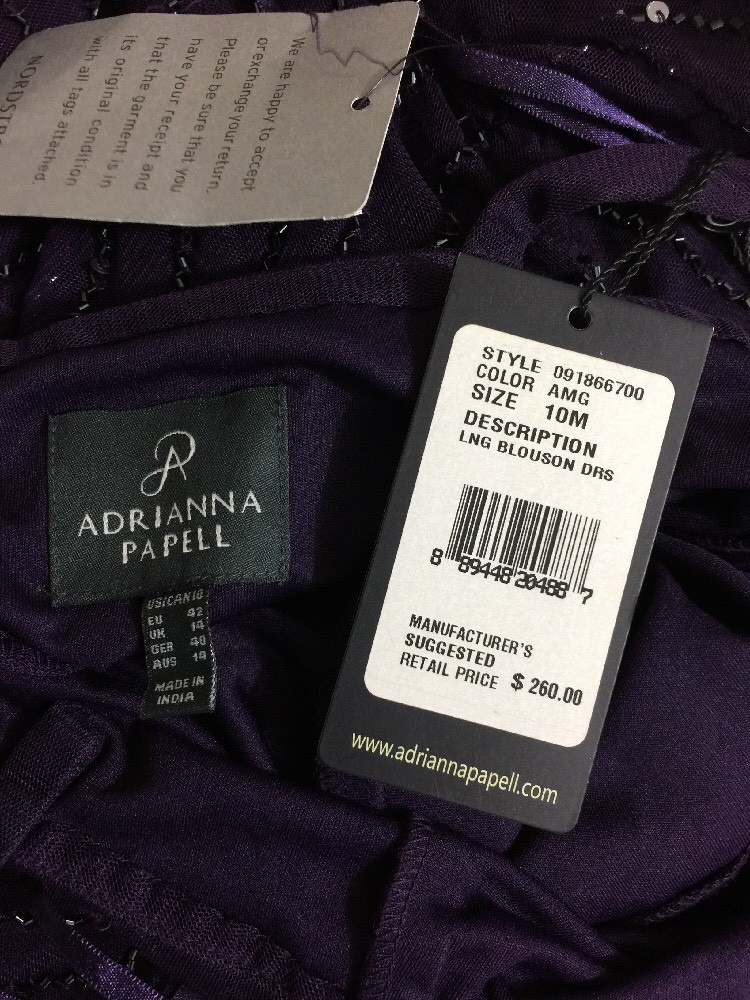 We are happy to accept
orexchange your return.
Please be sure that you
have your receipt and
that the garment is in
its original condition
with all tags attached.
STYLE 091866700
COLOR AMG
SIZE 10M
DESCRIPTION
LNG BLOUSON DRS
8 89448 20488 7
MANUFACTURER'S
SUGGESTED
RETAIL PRICE $ 260.00
www.adriannapapell.com
ADRIANNA
PAPELL
US/CAN 10
EU 42
UK 14
GER 40
AUS 14
MADE IN
INDIA